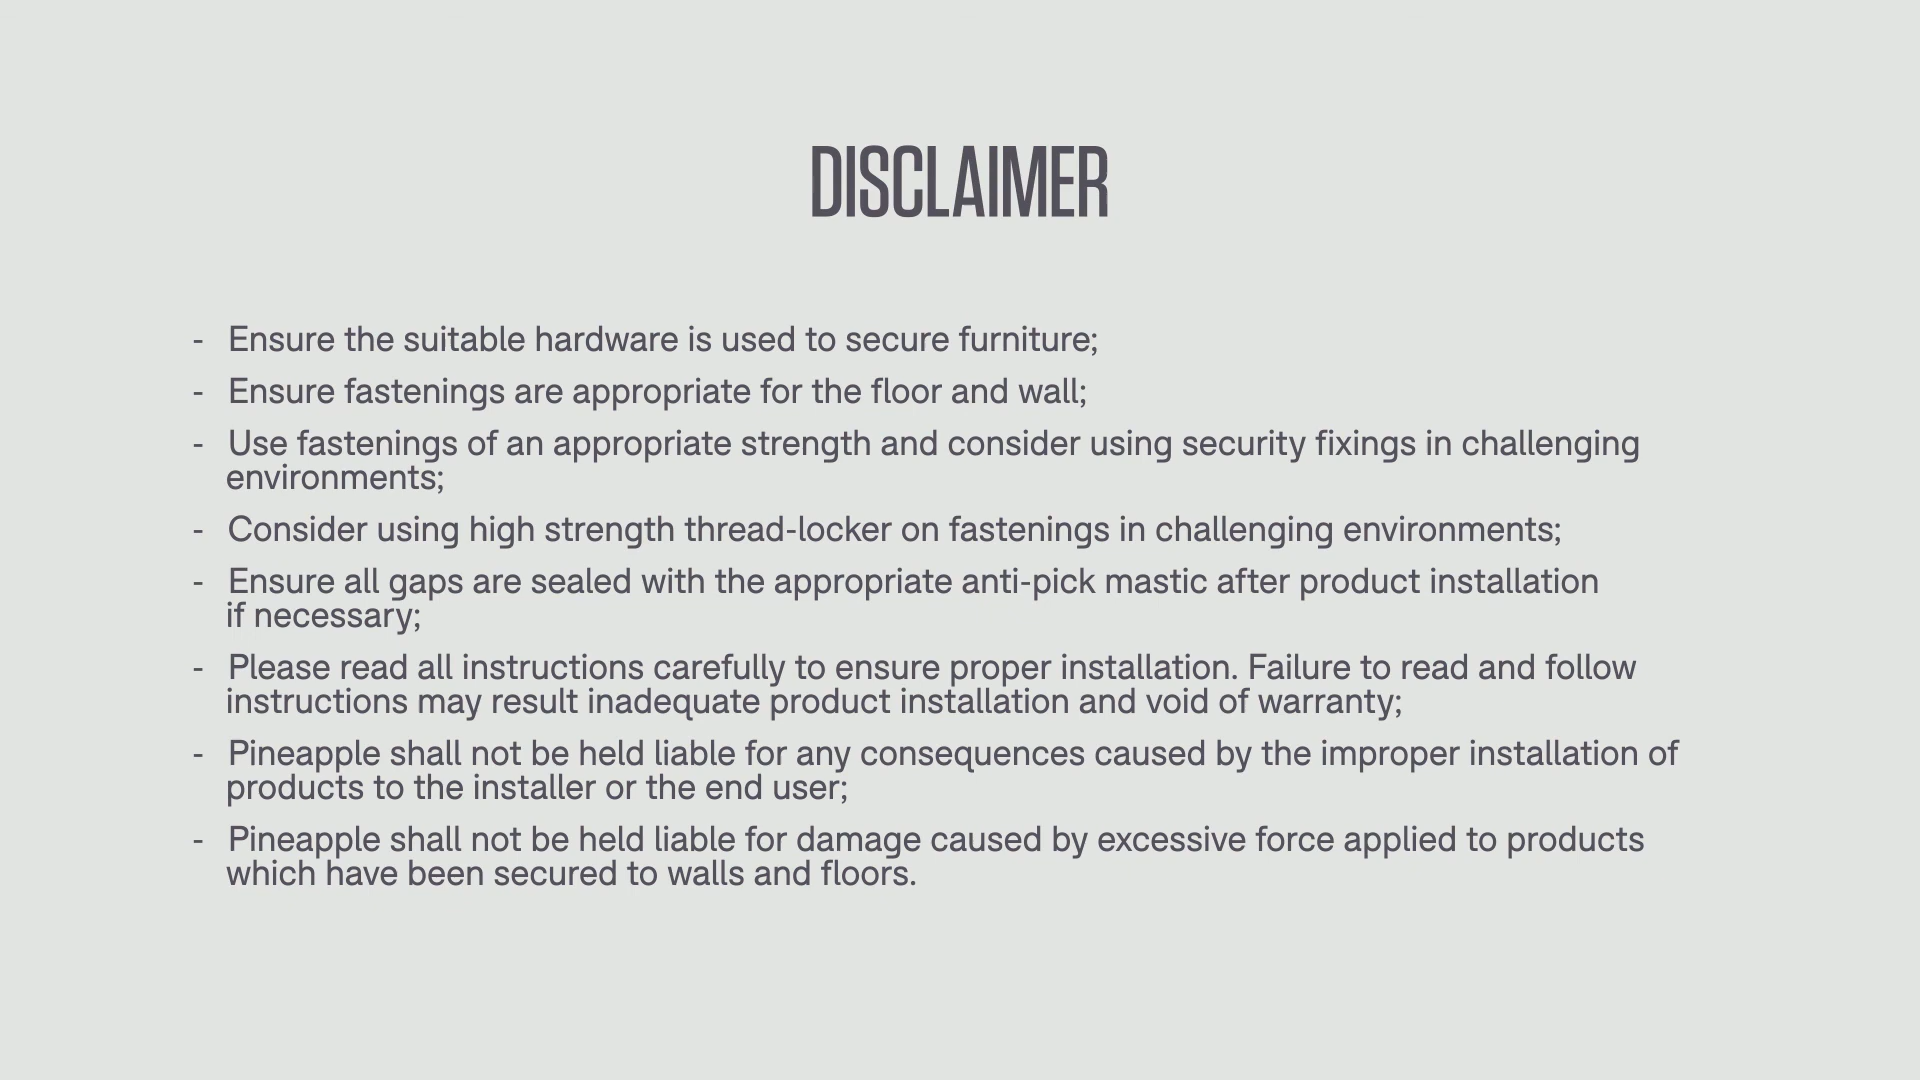 DISCLAIMER
- Ensure the suitable hardware is used to secure furniture;
- Ensure fastenings are appropriate for the floor and wall;
- Use fastenings of an appropriate strength and consider using security fixings in challenging
environments;
- Consider using high strength thread-locker on fastenings in challenging environments;
- Ensure all gaps are sealed with the appropriate anti-pick mastic after product installation
if necessary;
- Please read all instructions carefully to ensure proper installation. Failure to read and follow
instructions may result inadequate product installation and void of warranty;
- Pineapple shall not be held liable for any consequences caused by the improper installation of
products to the installer or the end user;
- Pineapple shall not be held liable for damage caused by excessive force applied to products
which have been secured to walls and floors.